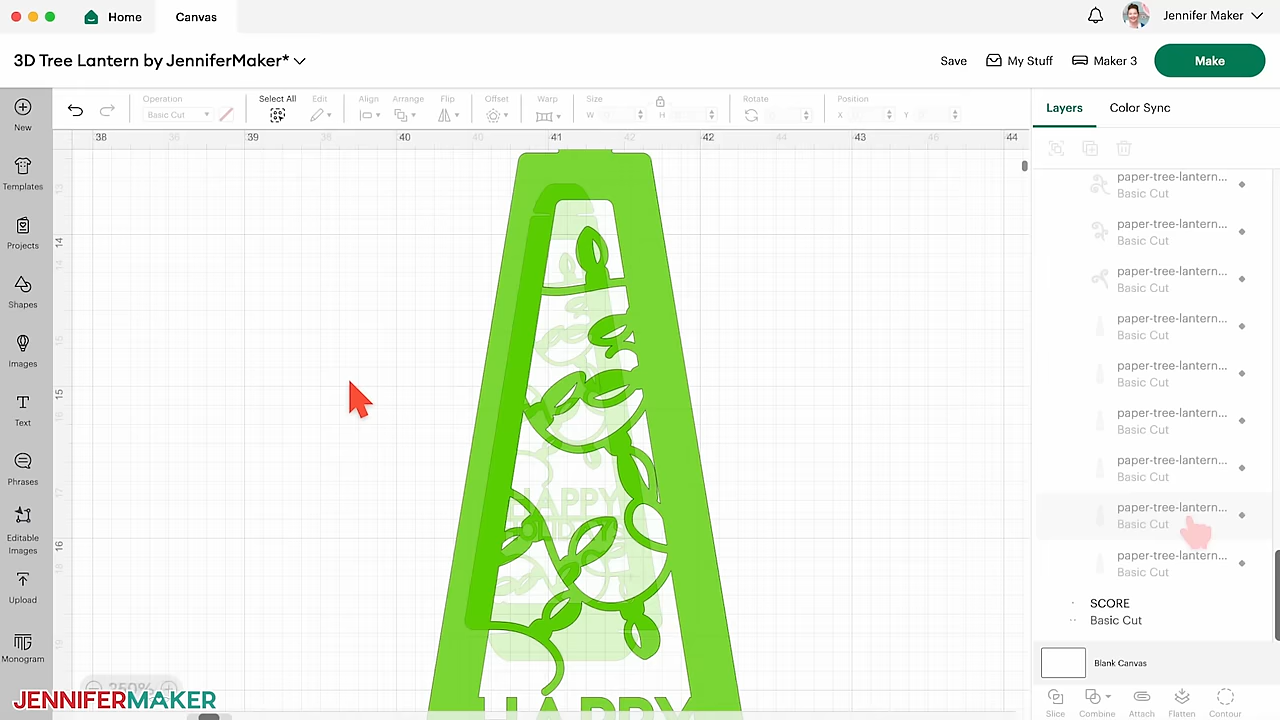 Home
Canvas
Jennifer Maker
3D Tree Lantern by JenniferMaker*
Save
My Stuff
Maker 3
Make
New
Templates
Projects
Shapes
Images
Text
Phrases
Editable
Images
Upload
Monogram
Operation
Basic Cut
Select All
Edit
Align
Arrange
Flip
Offset
Warp
Size
W
H
Rotate
Position
X
Y
38
39
40
41
42
43
44
14
15
16
HAPPY
HOLIDAYS
HAPPY
250%
JENNIFERMAKER
Layers
Color Sync
paper-tree-lantern...
Basic Cut
paper-tree-lantern...
Basic Cut
paper-tree-lantern...
Basic Cut
paper-tree-lantern...
Basic Cut
paper-tree-lantern...
Basic Cut
paper-tree-lantern...
Basic Cut
paper-tree-lantern...
Basic Cut
paper-tree-lantern...
Basic Cut
paper-tree-lantern...
Basic Cut
SCORE
Basic Cut
Blank Canvas
Slice
Combine
Attach
Flatten
Contour